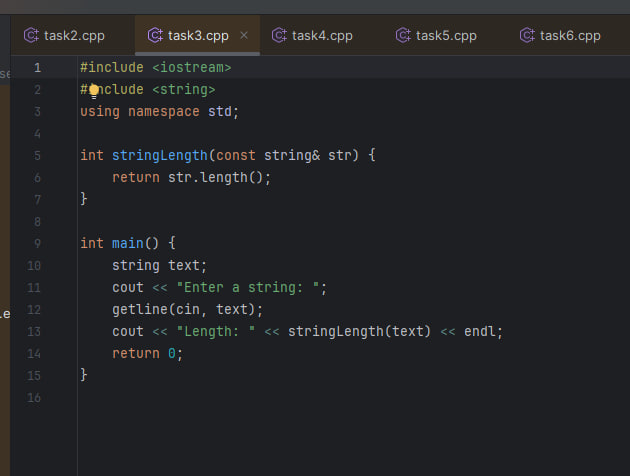 task2.cpp task3.cpp task4.cpp task5.cpp task6.cpp
1 #include <iostream>
2 #include <string>
3 using namespace std;
4
5 int stringLength(const string& str) {
6 return str.length();
7 }
8
9 int main() {
10 string text;
11 cout << "Enter a string: ";
12 getline(cin, text);
13 cout << "Length: " << stringLength(text) << endl;
14 return 0;
15 }
16